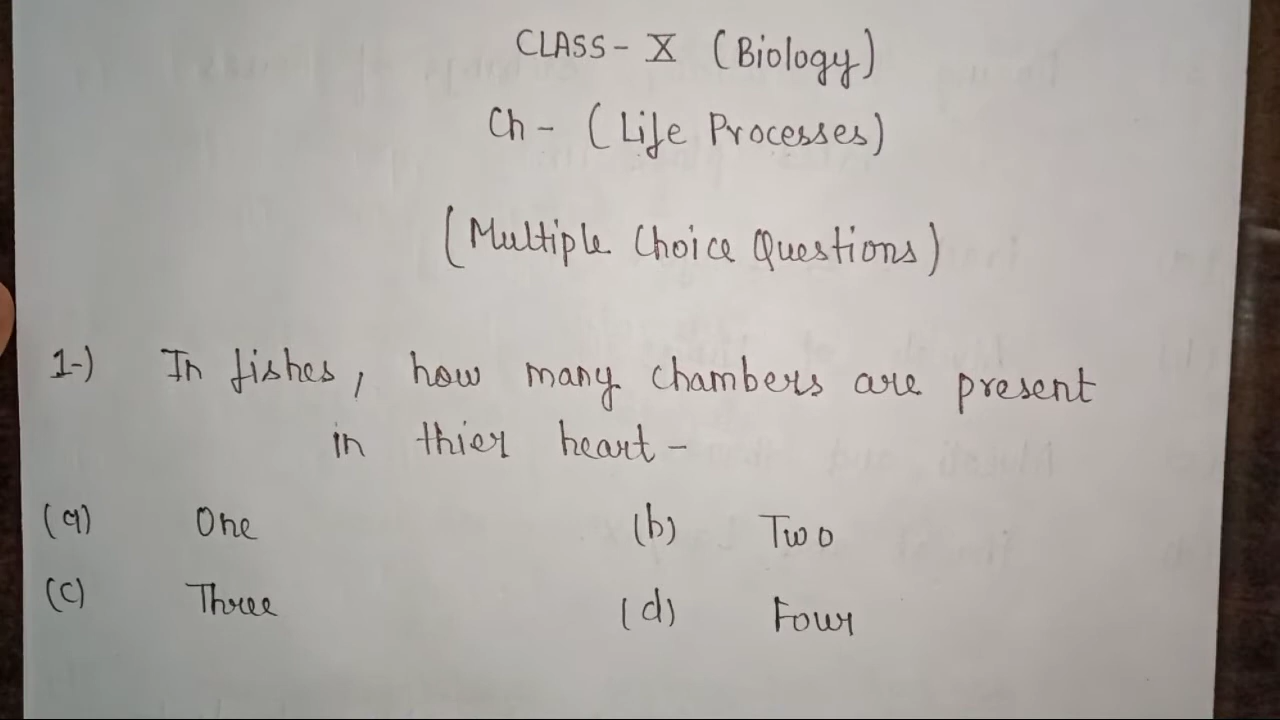 CLASS - X (Biology)
Ch - (Life Processes)
(Multiple Choice Questions)
1-) In fishes, how many chambers are present
in thier heart -
(a) One (b) Two
(c) Three (d) Four